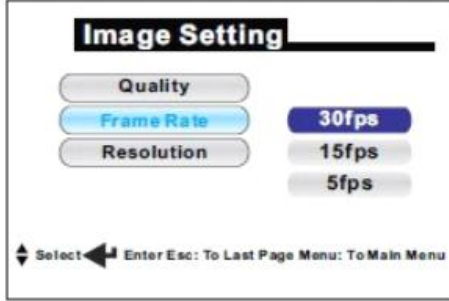 Image Setting
Quality
Frame Rate
30fps
Resolution
15fps
5fps
Select Enter Esc: To Last Page Menu: To Main Menu